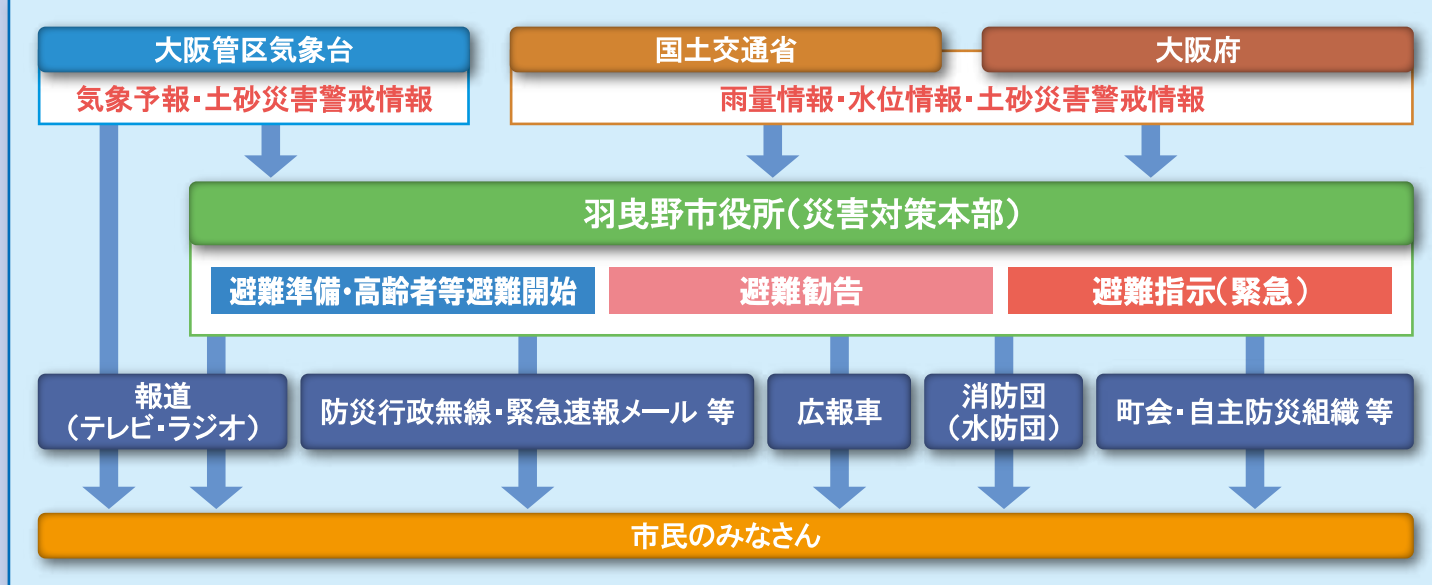 大阪管区気象台
国土交通省
大阪府
気象予報・土砂災害警戒情報
雨量情報・水位情報・土砂災害警戒情報
羽曳野市役所（災害対策本部）
避難準備・高齢者等避難開始
避難勧告
避難指示（緊急）
報道
（テレビ・ラジオ）
防災行政無線・緊急速報メール 等
広報車
消防団
（水防団）
町会・自主防災組織 等
市民のみなさん